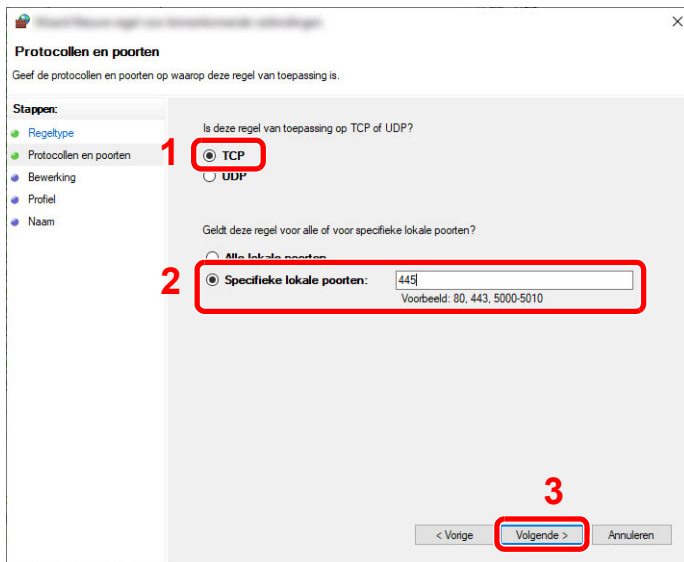 Protocollen en poorten
Geef de protocollen en poorten op waarop deze regel van toepassing is.
Stappen:
Regeltype
Protocollen en poorten
Bewerking
Profiel
Naam
Is deze regel van toepassing op TCP of UDP?
1
TCP
UDP
Geldt deze regel voor alle of voor specifieke lokale poorten?
Alle lokale poorten
2
Specifieke lokale poorten:
445
Voorbeeld: 80, 443, 5000-5010
3
< Vorige
Volgende >
Annuleren